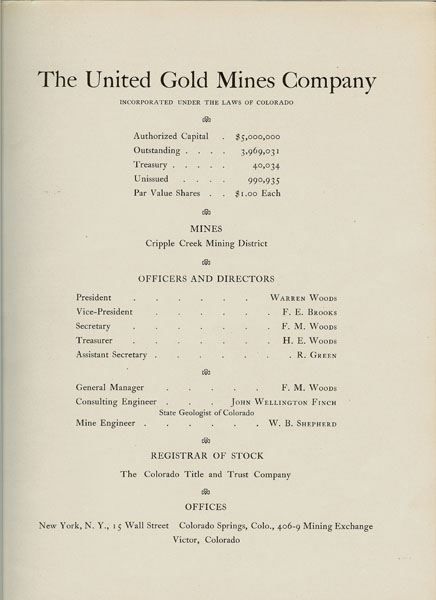 The United Gold Mines Company
INCORPORATED UNDER THE LAWS OF COLORADO
Authorized Capital . $5,000,000
Outstanding . . . . 3,969,031
Treasury . . . . . 40,034
Unissued . . . . 990,935
Par Value Shares . . $1.00 Each
MINES
Cripple Creek Mining District
OFFICERS AND DIRECTORS
President . . . . . . WARREN WOODS
Vice-President . . . . . . F. E. BROOKS
Secretary . . . . . . . F. M. WOODS
Treasurer . . . . . . . H. E. WOODS
Assistant Secretary . . . . . . . R. GREEN
General Manager . . . . . F. M. WOODS
Consulting Engineer . . . JOHN WELLINGTON FINCH
State Geologist of Colorado
Mine Engineer . . . . . . W. B. SHEPHERD
REGISTRAR OF STOCK
The Colorado Title and Trust Company
OFFICES
New York, N. Y., 15 Wall Street Colorado Springs, Colo., 406-9 Mining Exchange
Victor, Colorado